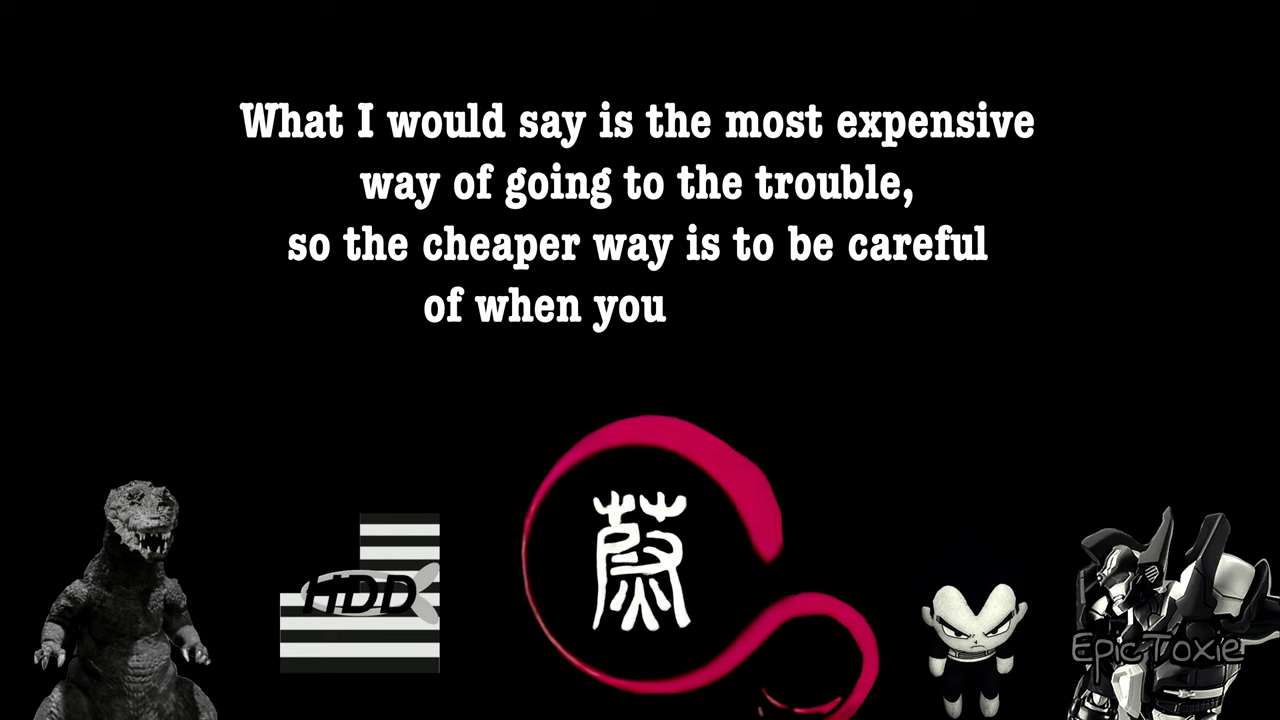 What I would say is the most expensive
way of going to the trouble,
so the cheaper way is to be careful
of when you
HDD
蔚
EpicToxie